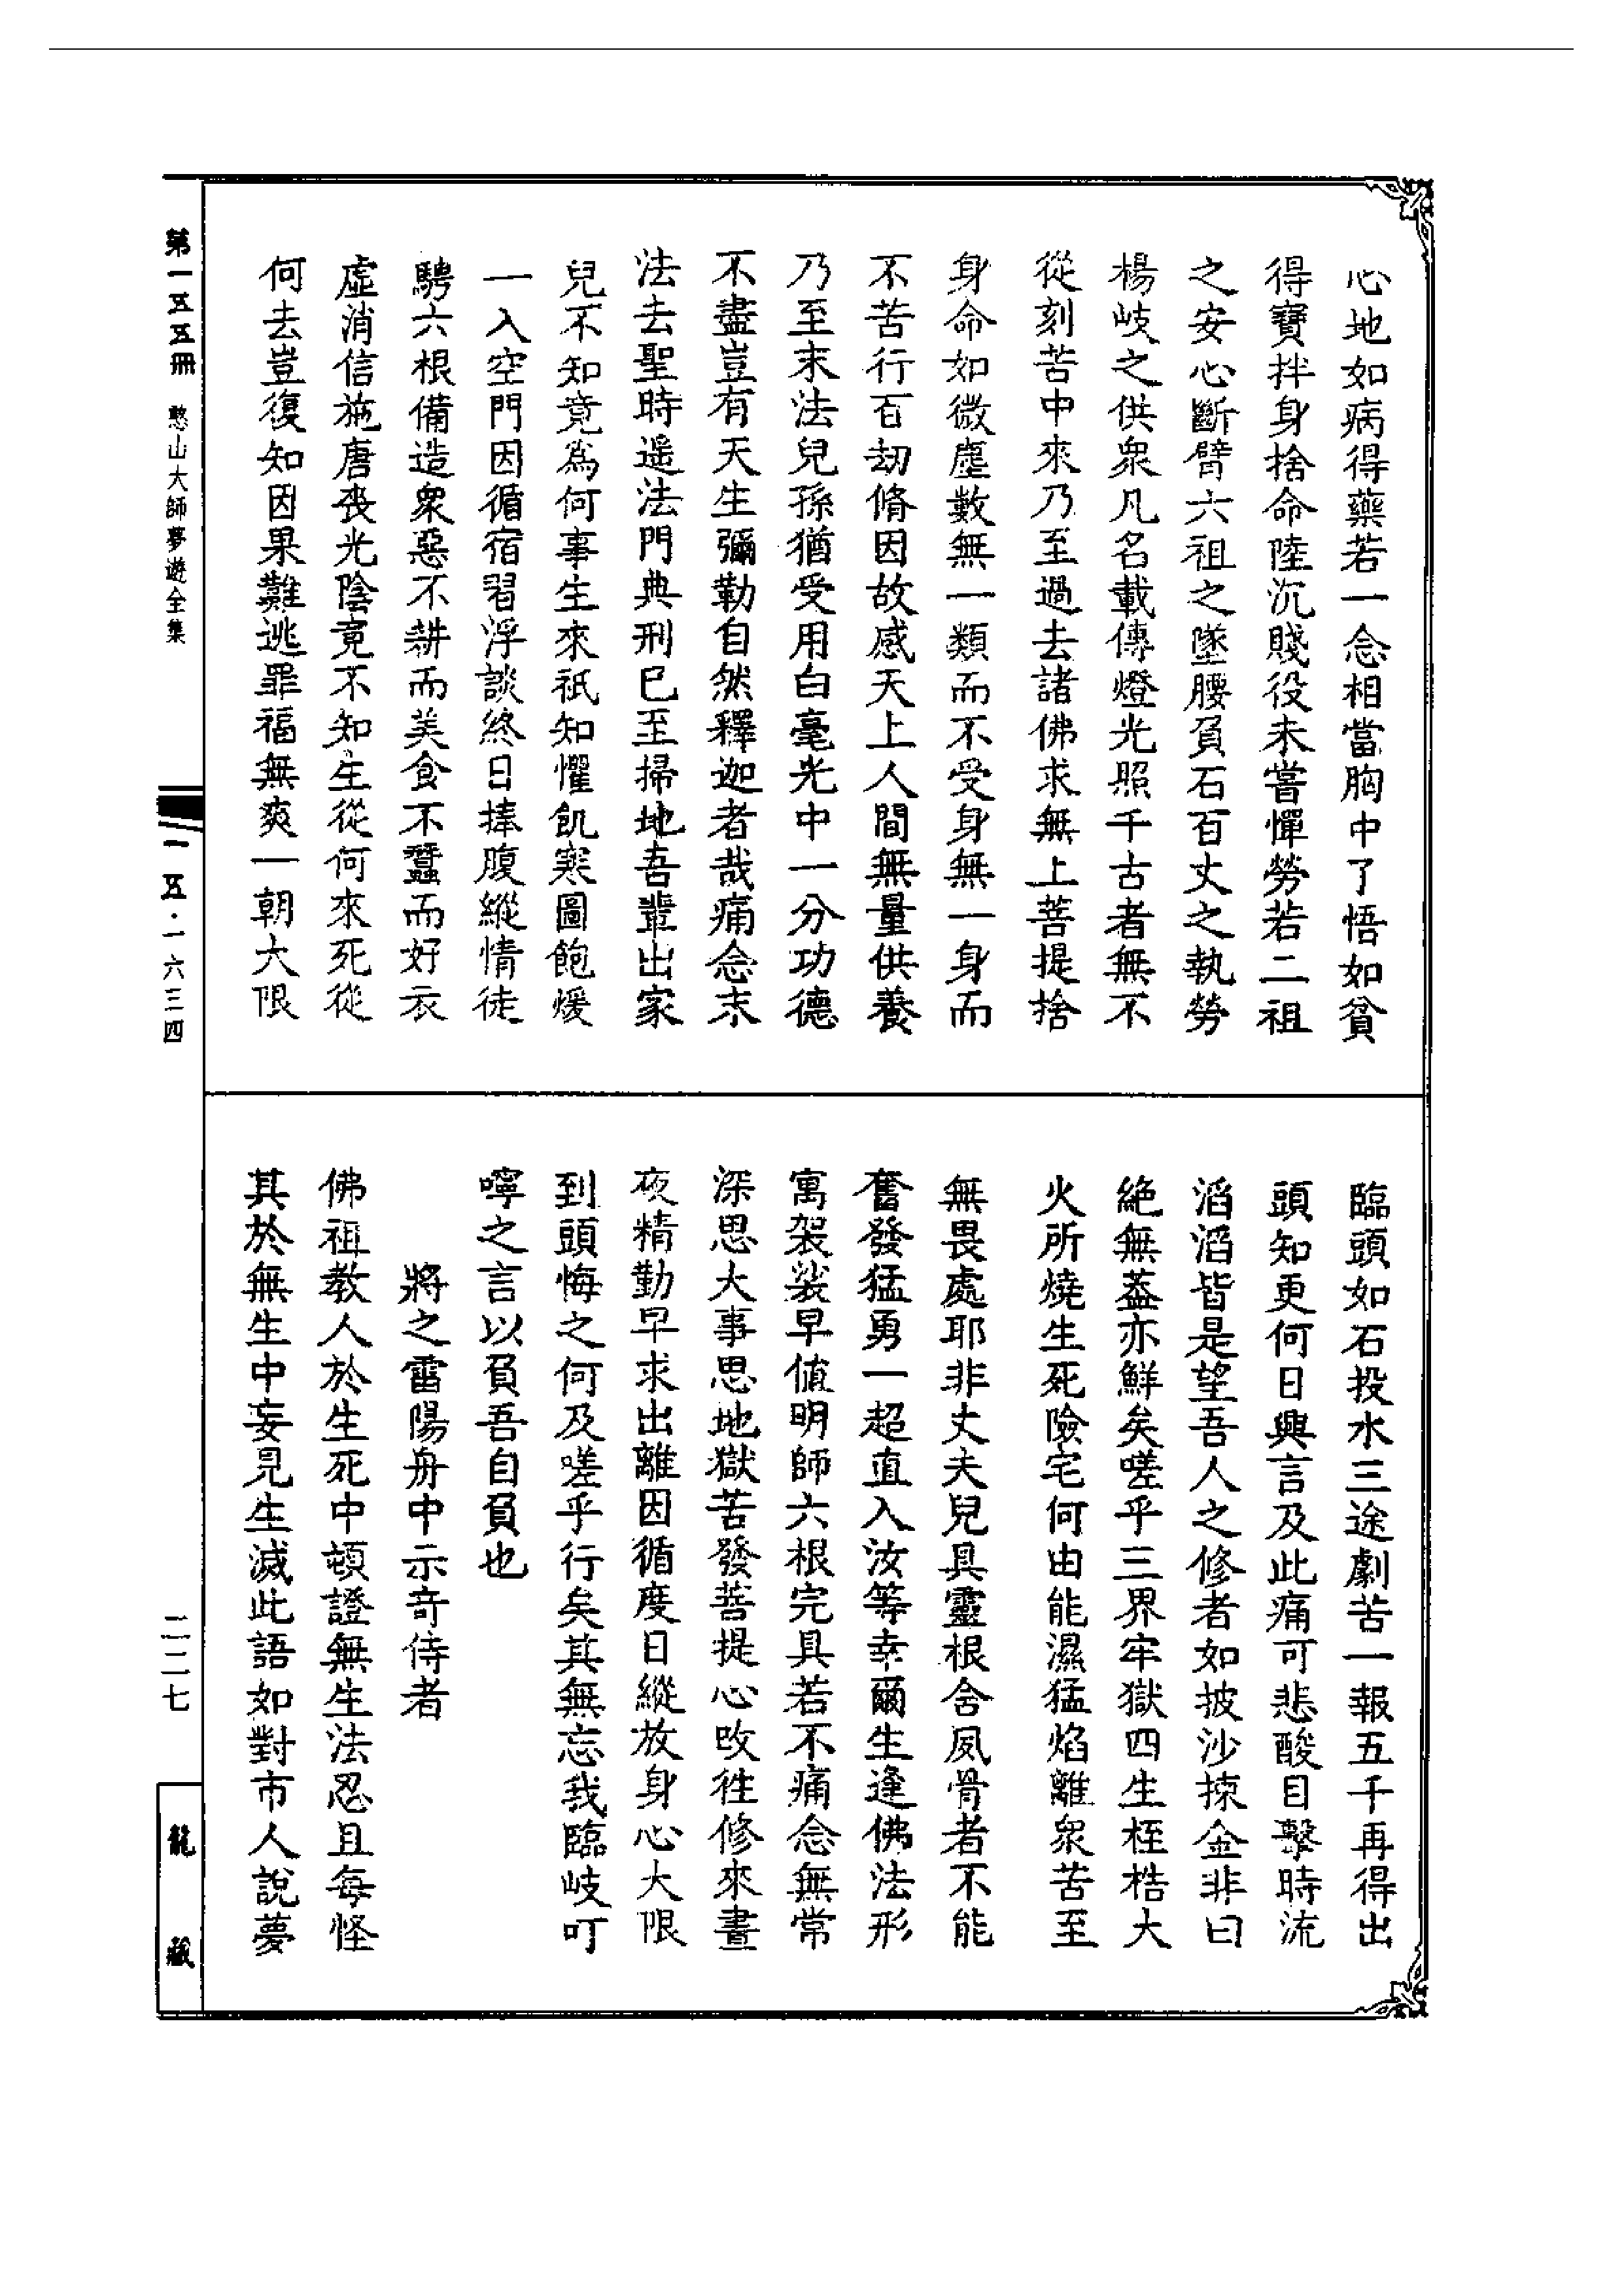 心地如病得藥若一念相當胸中了悟如貧
得寶拌身捨命陸沉賤役未嘗憚勞若二祖
之安心斷臂六祖之墜腰負石百丈之執勞
楊岐之供衆凡名載傳燈光照千古者無不
從刻苦中來乃至過去諸佛求無上菩提捨
身命如微塵數無一類而不受身無一身而
不苦行百劫脩因故感天上人間無量供養
乃至末法兒孫猶受用白毫光中一分功德
不盡豈有天生彌勒自然釋迦者哉痛念末
法去聖時遥法門典刑已至掃地吾輩出家
兒不知竟為何事生來祇知懼飢寒圖飽煖
一入空門因循宿習浮談終日捧腹縱情徒
騁六根備造衆惡不耕而美食不蠶而好衣
虛消信施唐喪光陰竟不知生從何來死從
何去豈復知因果難逃罪福無爽一朝大限
臨頭如石投水三途劇苦一報五千再得出
頭知更何日興言及此痛可悲酸目擊時流
滔滔皆是望吾人之修者如披沙揀金非曰
絕無葢亦鮮矣嗟乎三界牢獄四生桎梏大
火所燒生死險宅何由能濕猛焰離衆苦至
無畏處耶非丈夫兒具靈根含夙骨者不能
奮發猛勇一超直入汝等幸爾生逢佛法形
寓袈裟早值明師六根完具若不痛念無常
深思大事思地獄苦發菩提心改徃修來晝
夜精勤早求出離因循度日縱放身心大限
到頭悔之何及嗟乎行矣其無忘我臨岐叮
嚀之言以負吾自負也
將之雷陽舟中示奇侍者
佛祖教人於生死中頓證無生法忍且每怪
其於無生中妄見生滅此語如對市人說夢
第一五五冊 憨山大師夢遊全集
一五·一六三四
二二七
龍藏